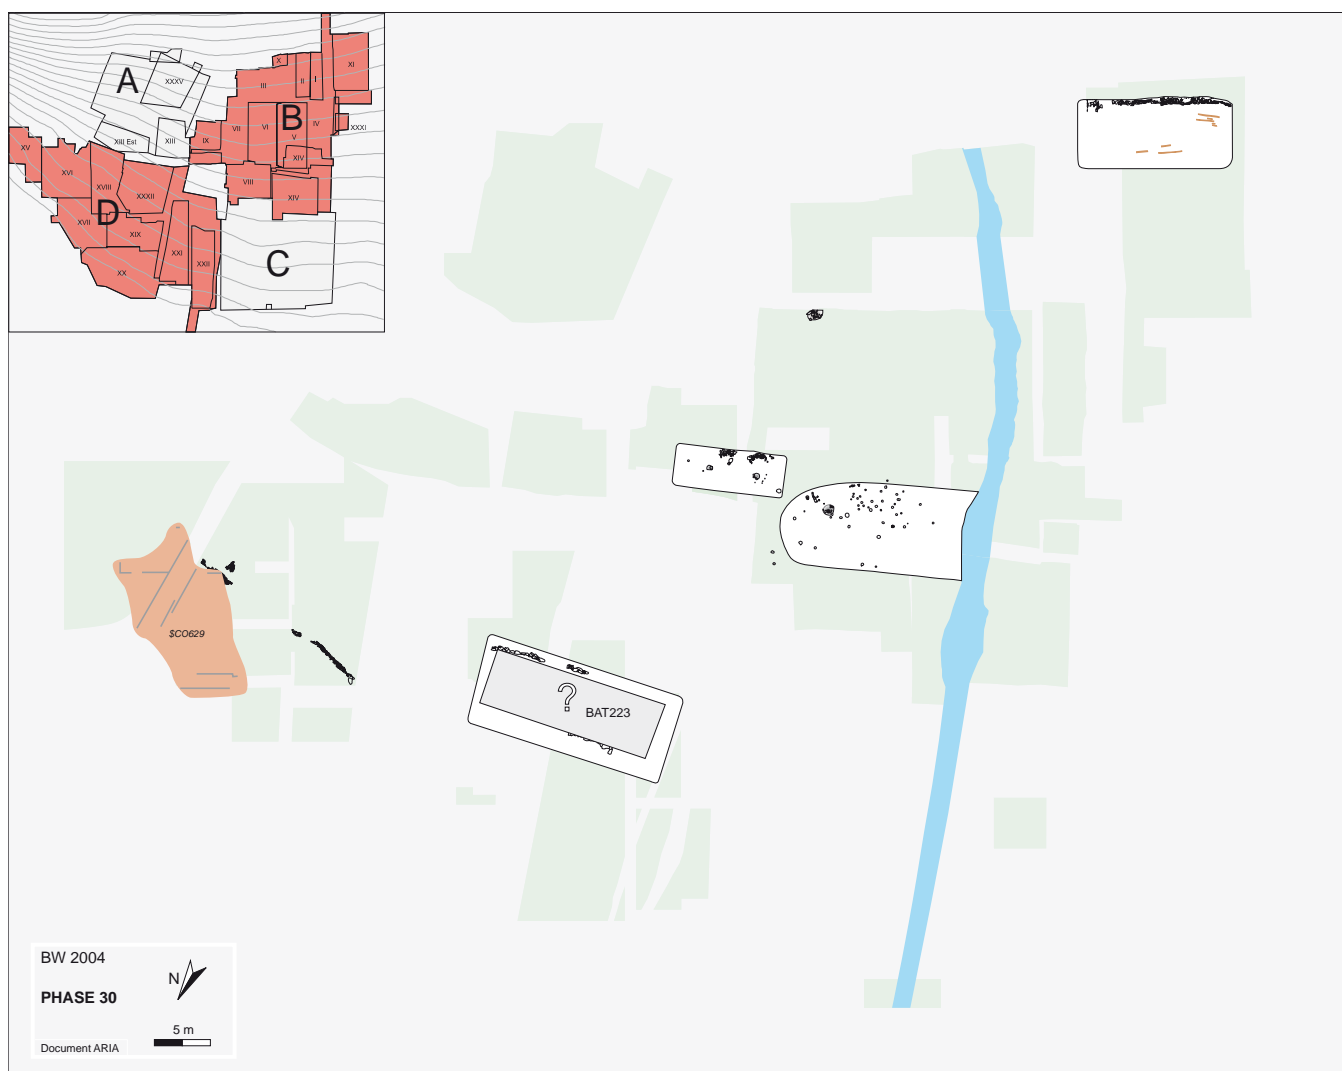 A
XXXV
XIII Est
XIII
X
III
II
I
XI
B
VII
VI
V
IV
XXXI
IX
XIV
VIII
XIV
XV
XVI
XVIII
XXXII
D
XVII
XIX
XXI
XXII
XX
C
$CO629
?
BAT223
BW 2004
N
PHASE 30
5 m
Document ARIA